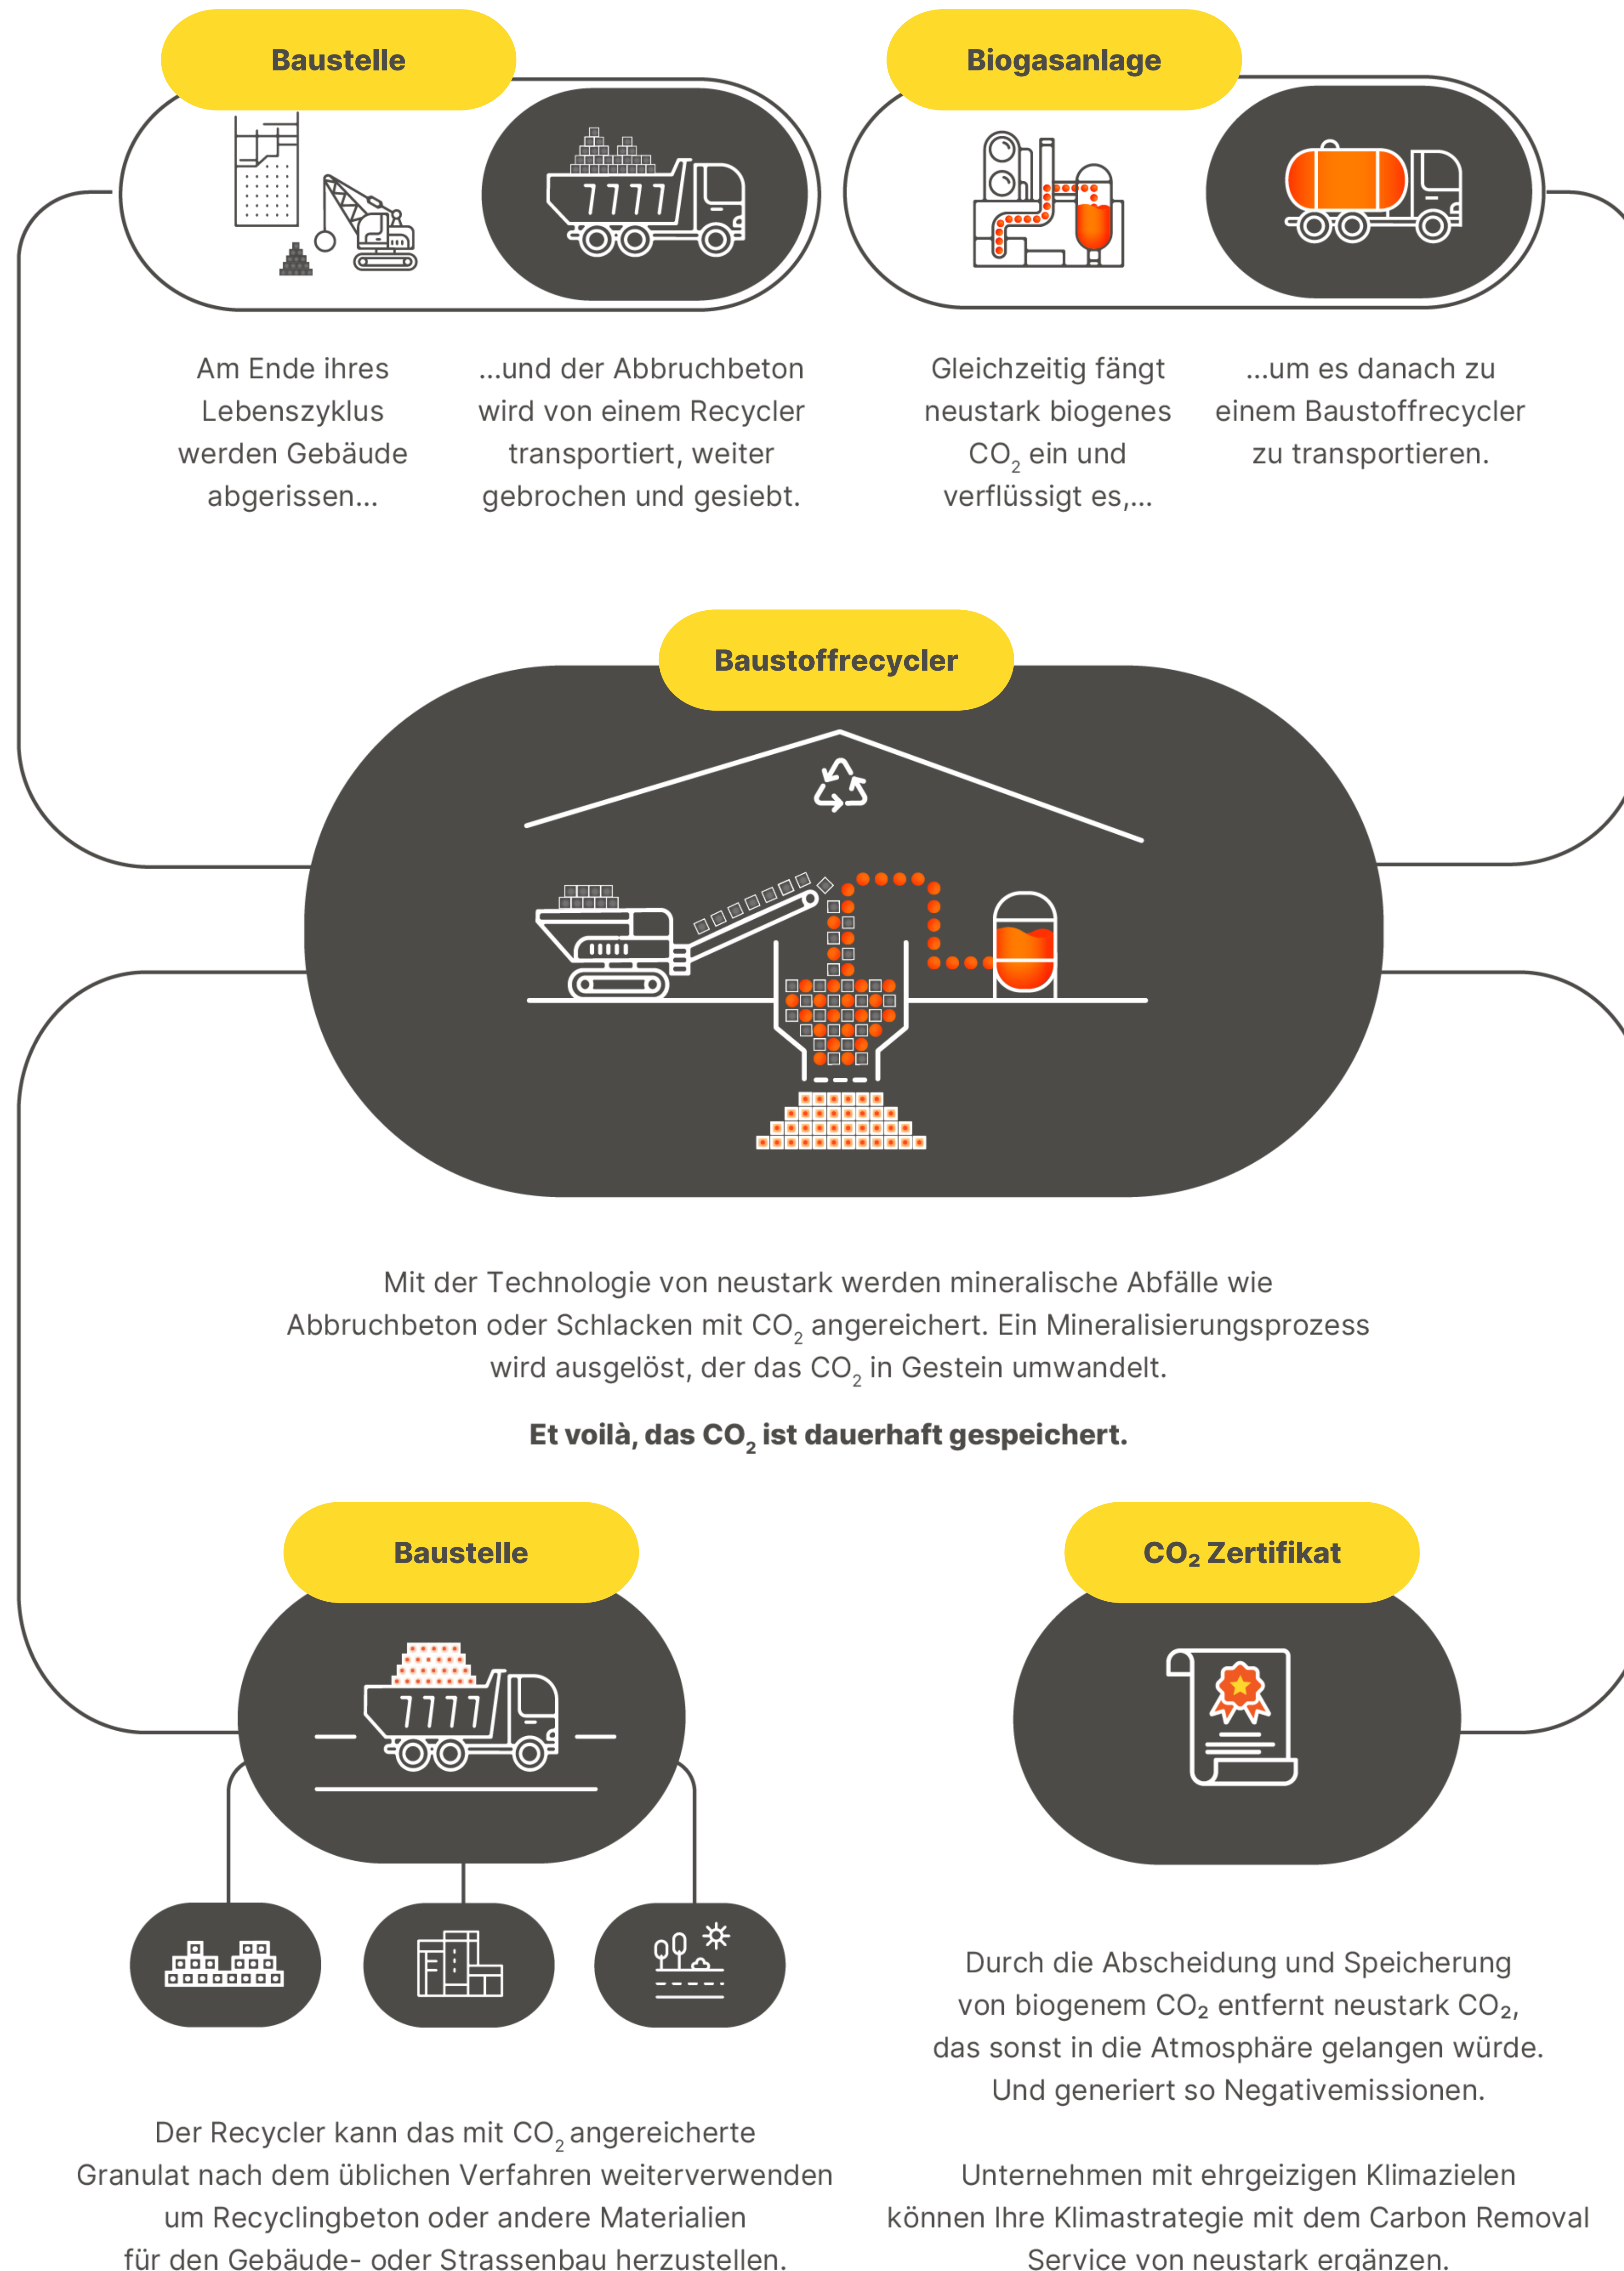 Baustelle
Am Ende ihres
Lebenszyklus
werden Gebäude
abgerissen...
...und der Abbruchbeton
wird von einem Recycler
transportiert, weiter
gebrochen und gesiebt.
Biogasanlage
Gleichzeitig fängt
neustark biogenes
CO₂ ein und
verflüssigt es,...
...um es danach zu
einem Baustoffrecycler
zu transportieren.
Baustoffrecycler
Mit der Technologie von neustark werden mineralische Abfälle wie
Abbruchbeton oder Schlacken mit CO₂ angereichert. Ein Mineralisierungsprozess
wird ausgelöst, der das CO₂ in Gestein umwandelt.
Et voilà, das CO₂ ist dauerhaft gespeichert.
Baustelle
Der Recycler kann das mit CO₂ angereicherte
Granulat nach dem üblichen Verfahren weiterverwenden
um Recyclingbeton oder andere Materialien
für den Gebäude- oder Strassenbau herzustellen.
CO₂ Zertifikat
Durch die Abscheidung und Speicherung
von biogenem CO₂ entfernt neustark CO₂,
das sonst in die Atmosphäre gelangen würde.
Und generiert so Negativemissionen.
Unternehmen mit ehrgeizigen Klimazielen
können Ihre Klimastrategie mit dem Carbon Removal
Service von neustark ergänzen.